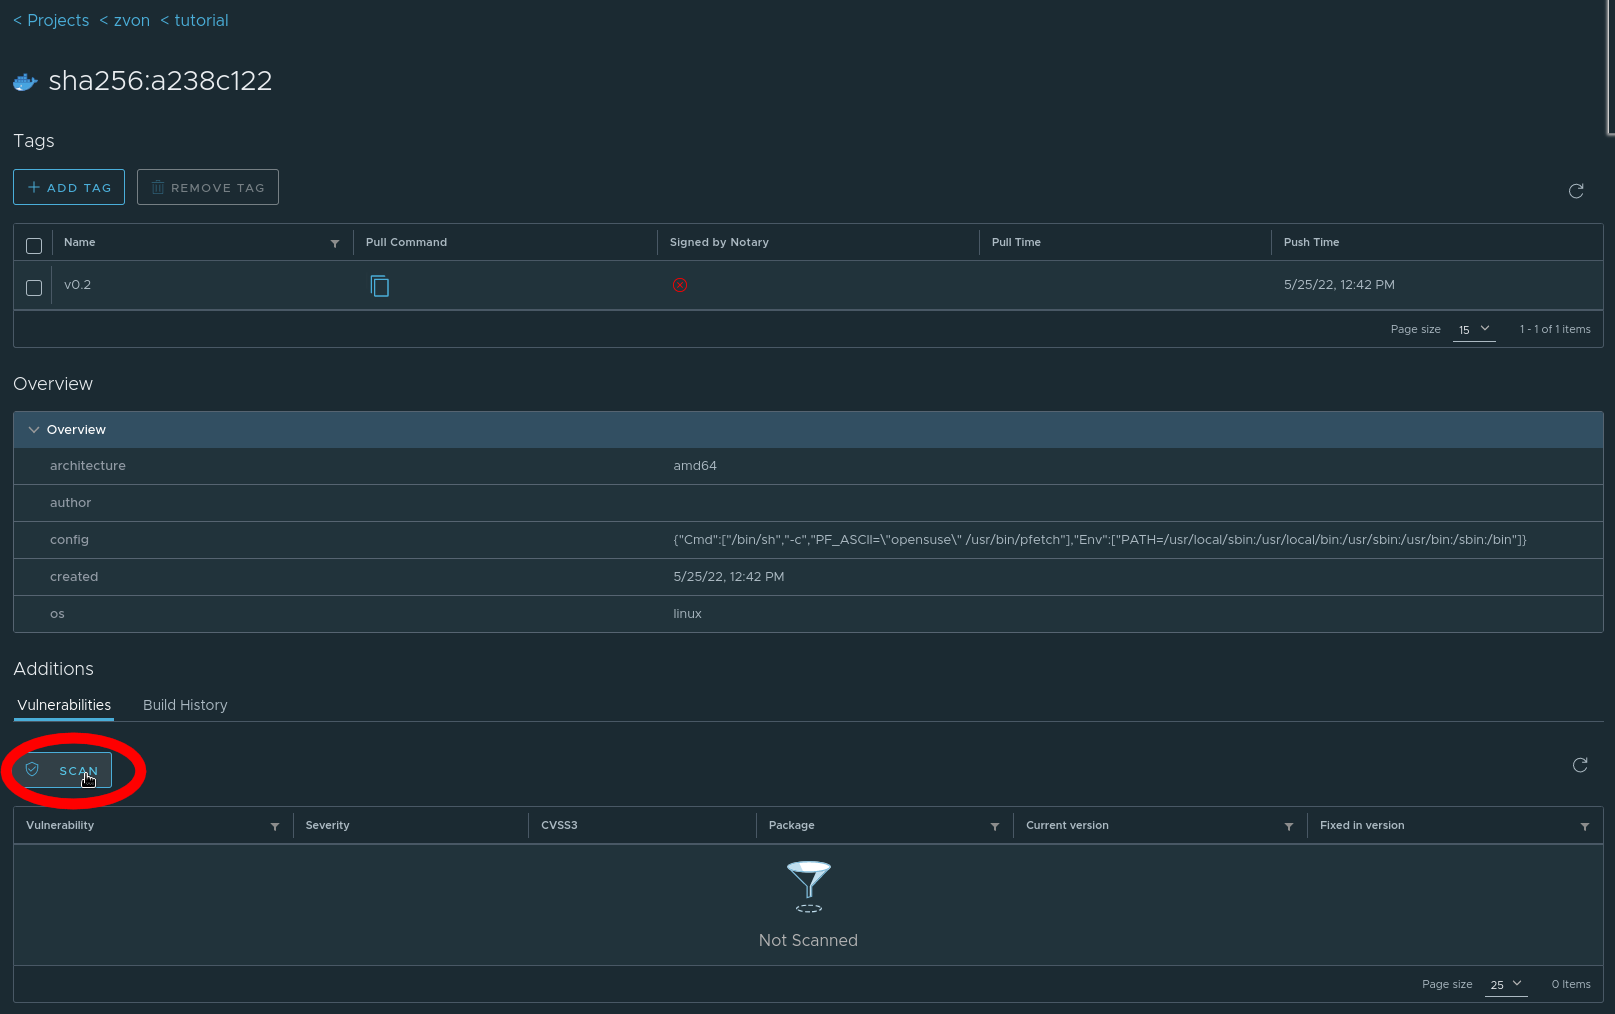 < Projects < zvon < tutorial
sha256:a238c122
Tags
ADD TAG REMOVE TAG
Name Pull Command Signed by Notary Pull Time Push Time
v0.2 5/25/22, 12:42 PM
Page size 15 1 - 1 of 1 items
Overview
Overview
architecture amd64
author
config {"Cmd":["/bin/sh","-c","PF_ASCII=\"opensuse\" /usr/bin/pfetch"],"Env":["PATH=/usr/local/sbin:/usr/local/bin:/usr/sbin:/usr/bin:/sbin:/bin"]}
created 5/25/22, 12:42 PM
os linux
Additions
Vulnerabilities Build History
SCAN
Vulnerability Severity CVSS3 Package Current version Fixed in version
Not Scanned
Page size 25 0 Items